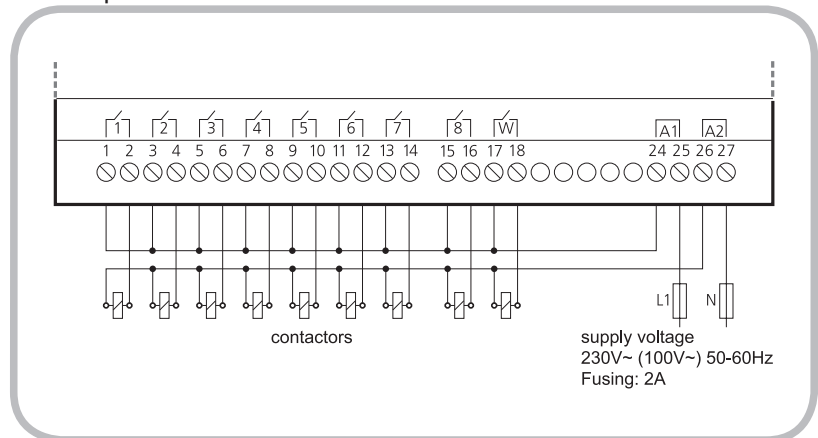 1 2 3 4 5 6 7 8 W A1 A2
1 2 3 4 5 6 7 8 9 10 11 12 13 14 15 16 17 18 24 25 26 27
L1 N
contactors
supply voltage
230V~ (100V~) 50-60Hz
Fusing: 2A